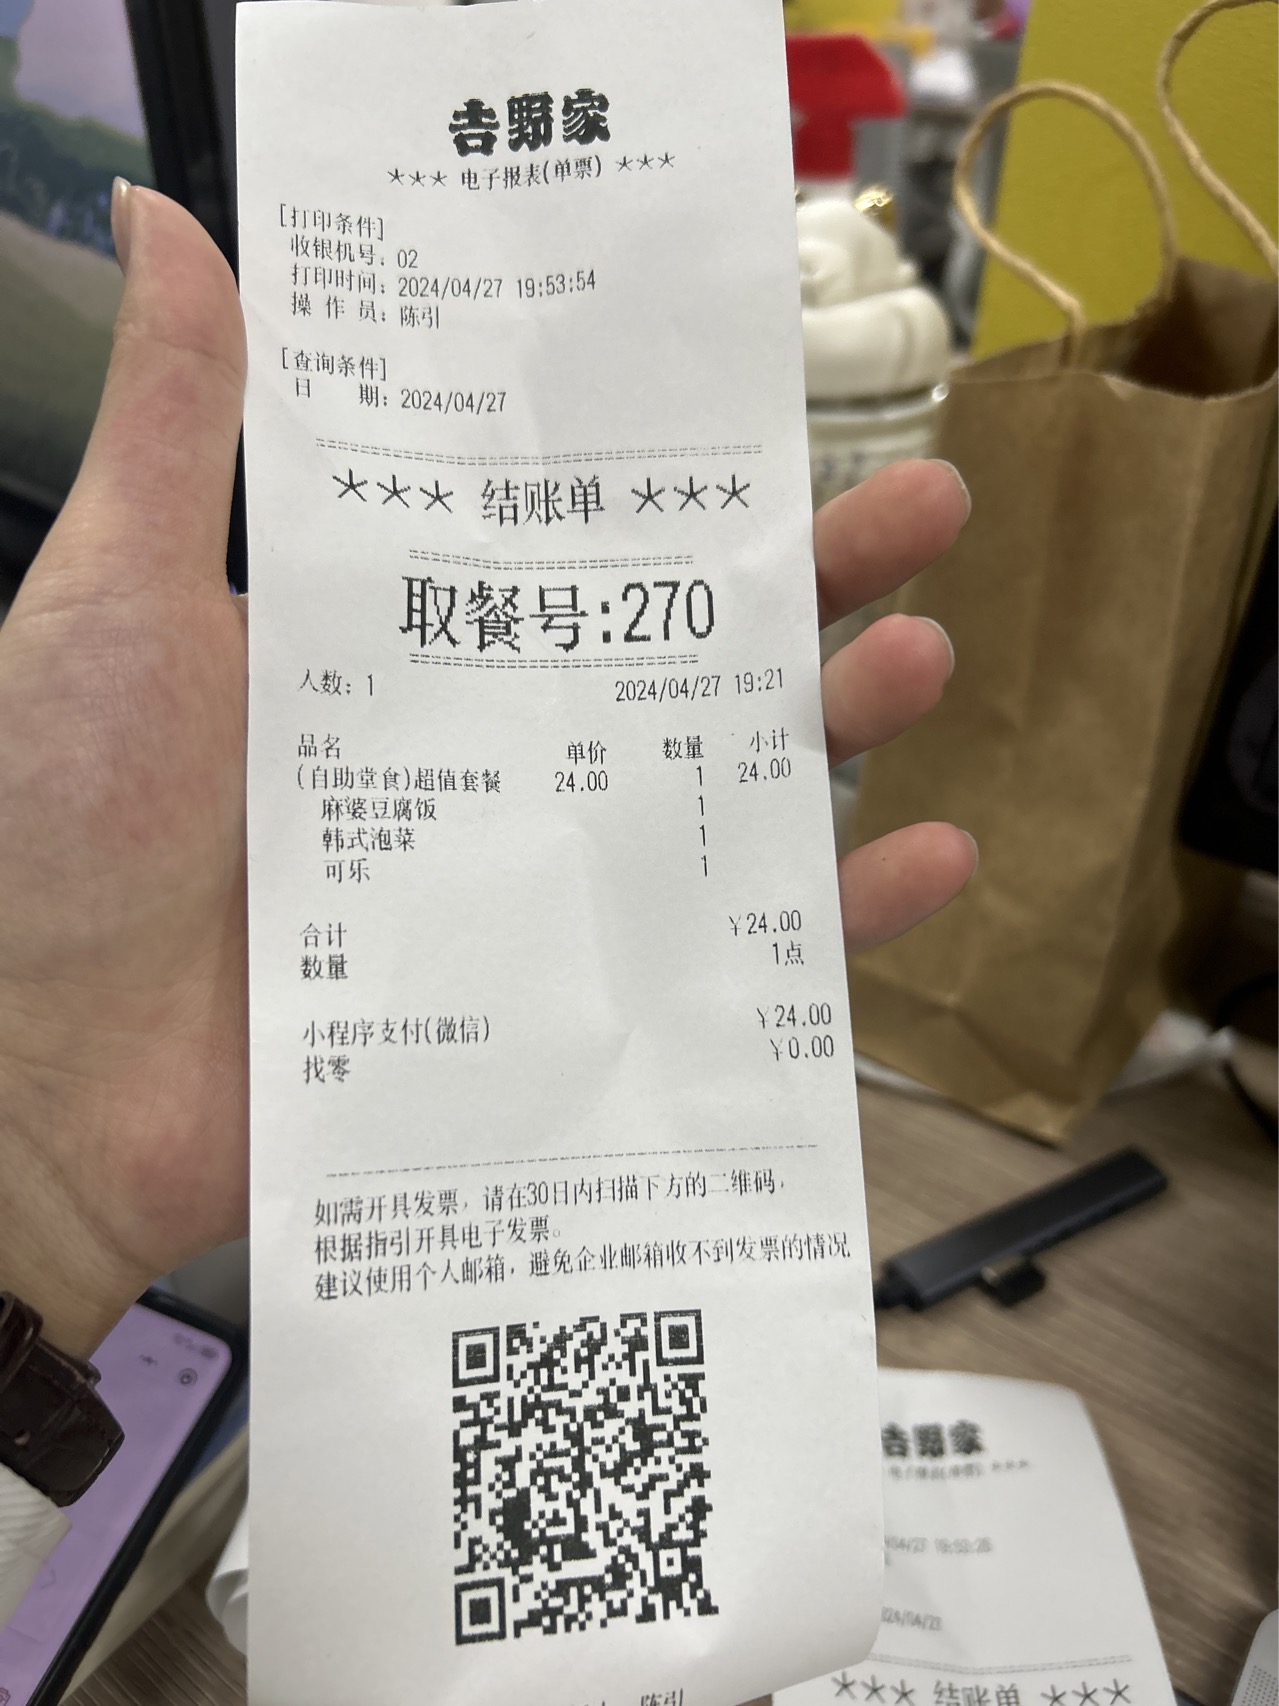 吉野家
*** 电子报表(单票) ***
[打印条件]
收银机号: 02
打印时间: 2024/04/27 19:53:54
操 作 员: 陈引
[查询条件]
日 期: 2024/04/27
*** 结账单 ***
取餐号:270
人数: 1 2024/04/27 19:21
品名 单价 数量 小计
(自助堂食)超值套餐 24.00 1 24.00
麻婆豆腐饭 1
韩式泡菜 1
可乐 1
合计 ¥24.00
数量 1点
小程序支付(微信) ¥24.00
找零 ¥0.00
如需开具发票, 请在30日内扫描下方的二维码,
根据指引开具电子发票。
建议使用个人邮箱, 避免企业邮箱收不到发票的情况
陈引
吉野家
*** 结账单 ***